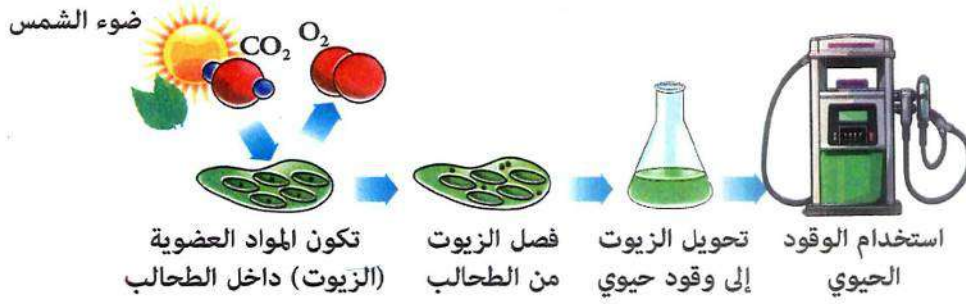 ضوء الشمس
CO₂
O₂
تكون المواد العضوية
(الزيوت) داخل الطحالب
فصل الزيوت
من الطحالب
تحويل الزيوت
إلى وقود حيوي
استخدام الوقود
الحيوي